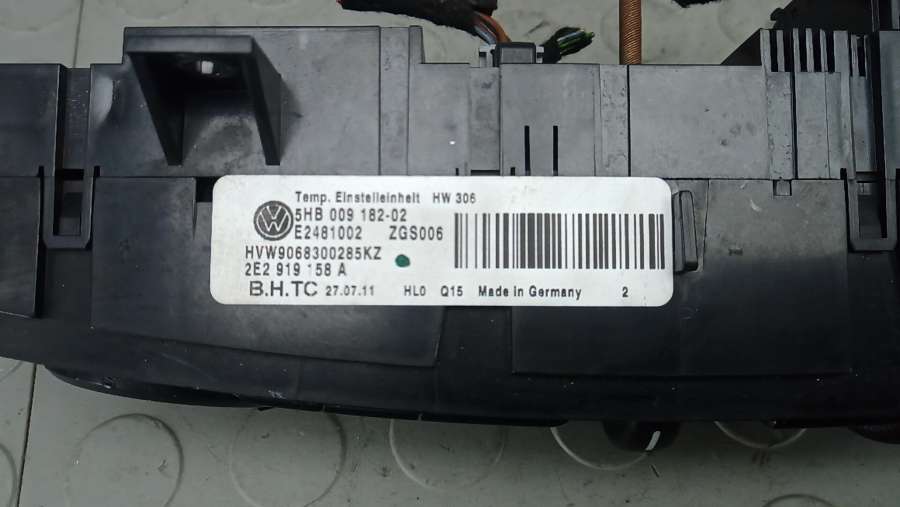 Temp. Einstelleinheit HW 306
5HB 009 182-02
E2481002 ZGS006
HVW9068300285KZ
2E2 919 158 A
B.H.TC 27.07.11 HL0 Q15 Made in Germany 2